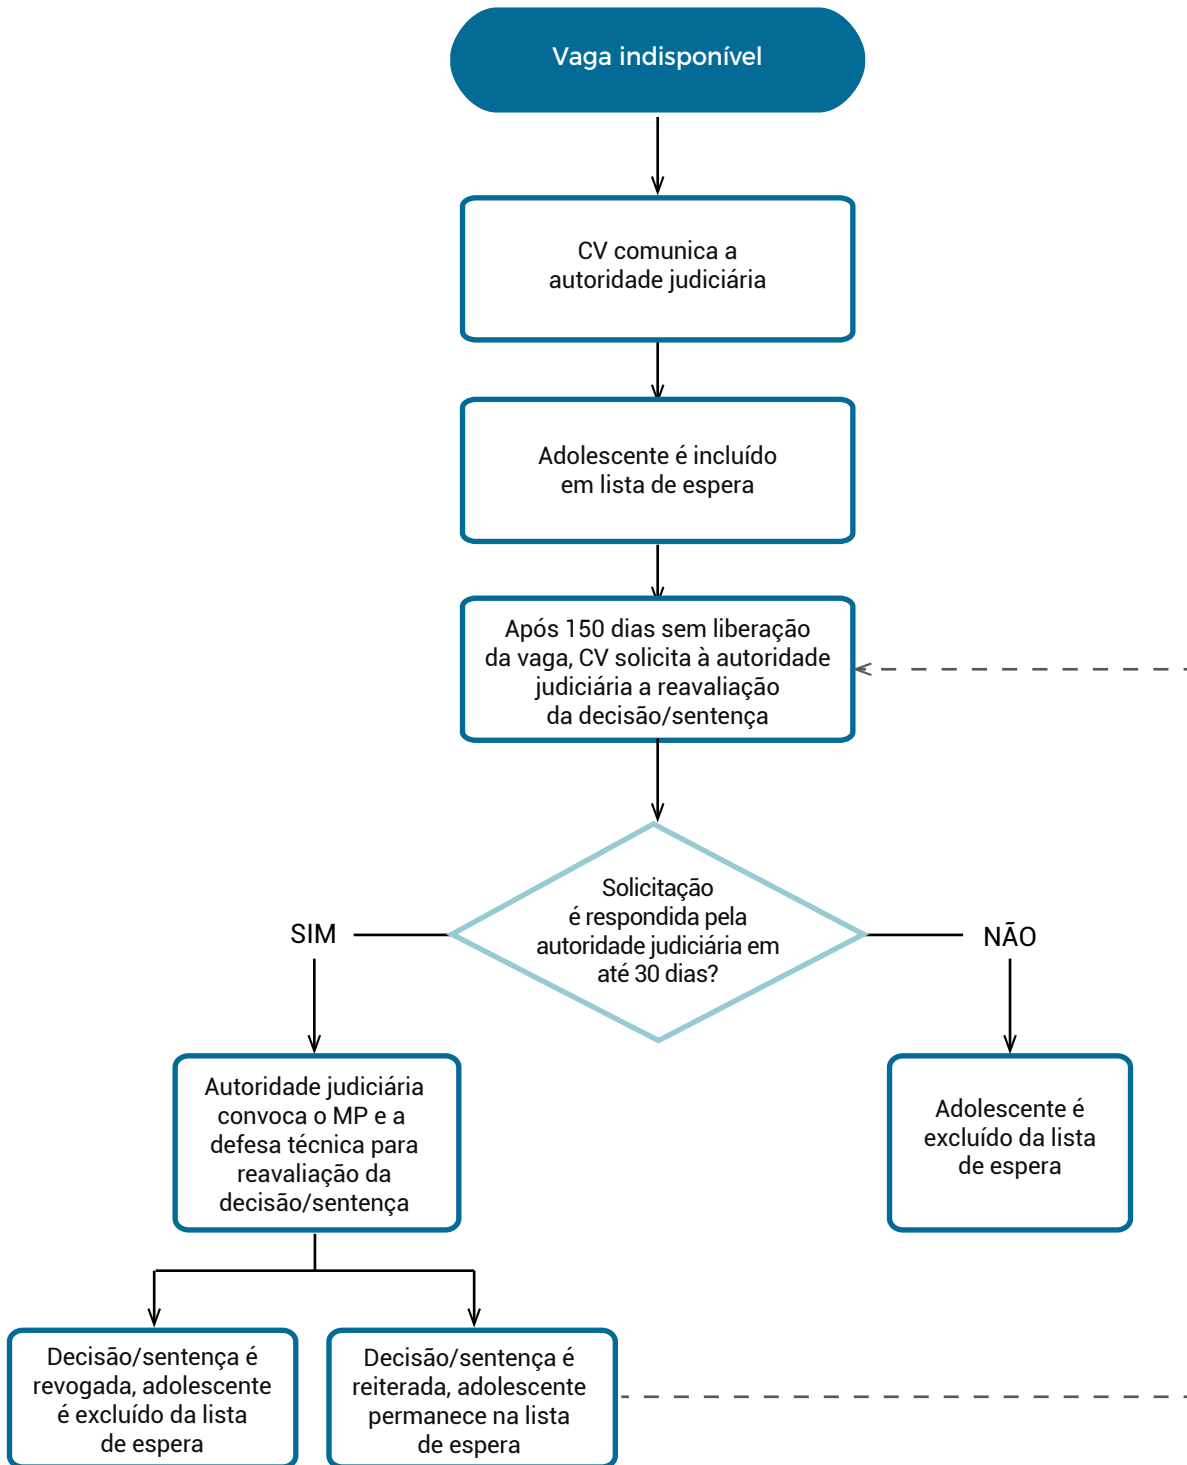 Vaga indisponível
CV comunica a
autoridade judiciária
Adolescente é incluído
em lista de espera
Após 150 dias sem liberação
da vaga, CV solicita à autoridade
judiciária a reavaliação
da decisão/sentença
Solicitação
é respondida pela
autoridade judiciária em
até 30 dias?
SIM
NÃO
Autoridade judiciária
convoca o MP e a
defesa técnica para
reavaliação da
decisão/sentença
Adolescente é
excluído da lista
de espera
Decisão/sentença é
revogada, adolescente
é excluído da lista
de espera
Decisão/sentença é
reiterada, adolescente
permanece na lista
de espera